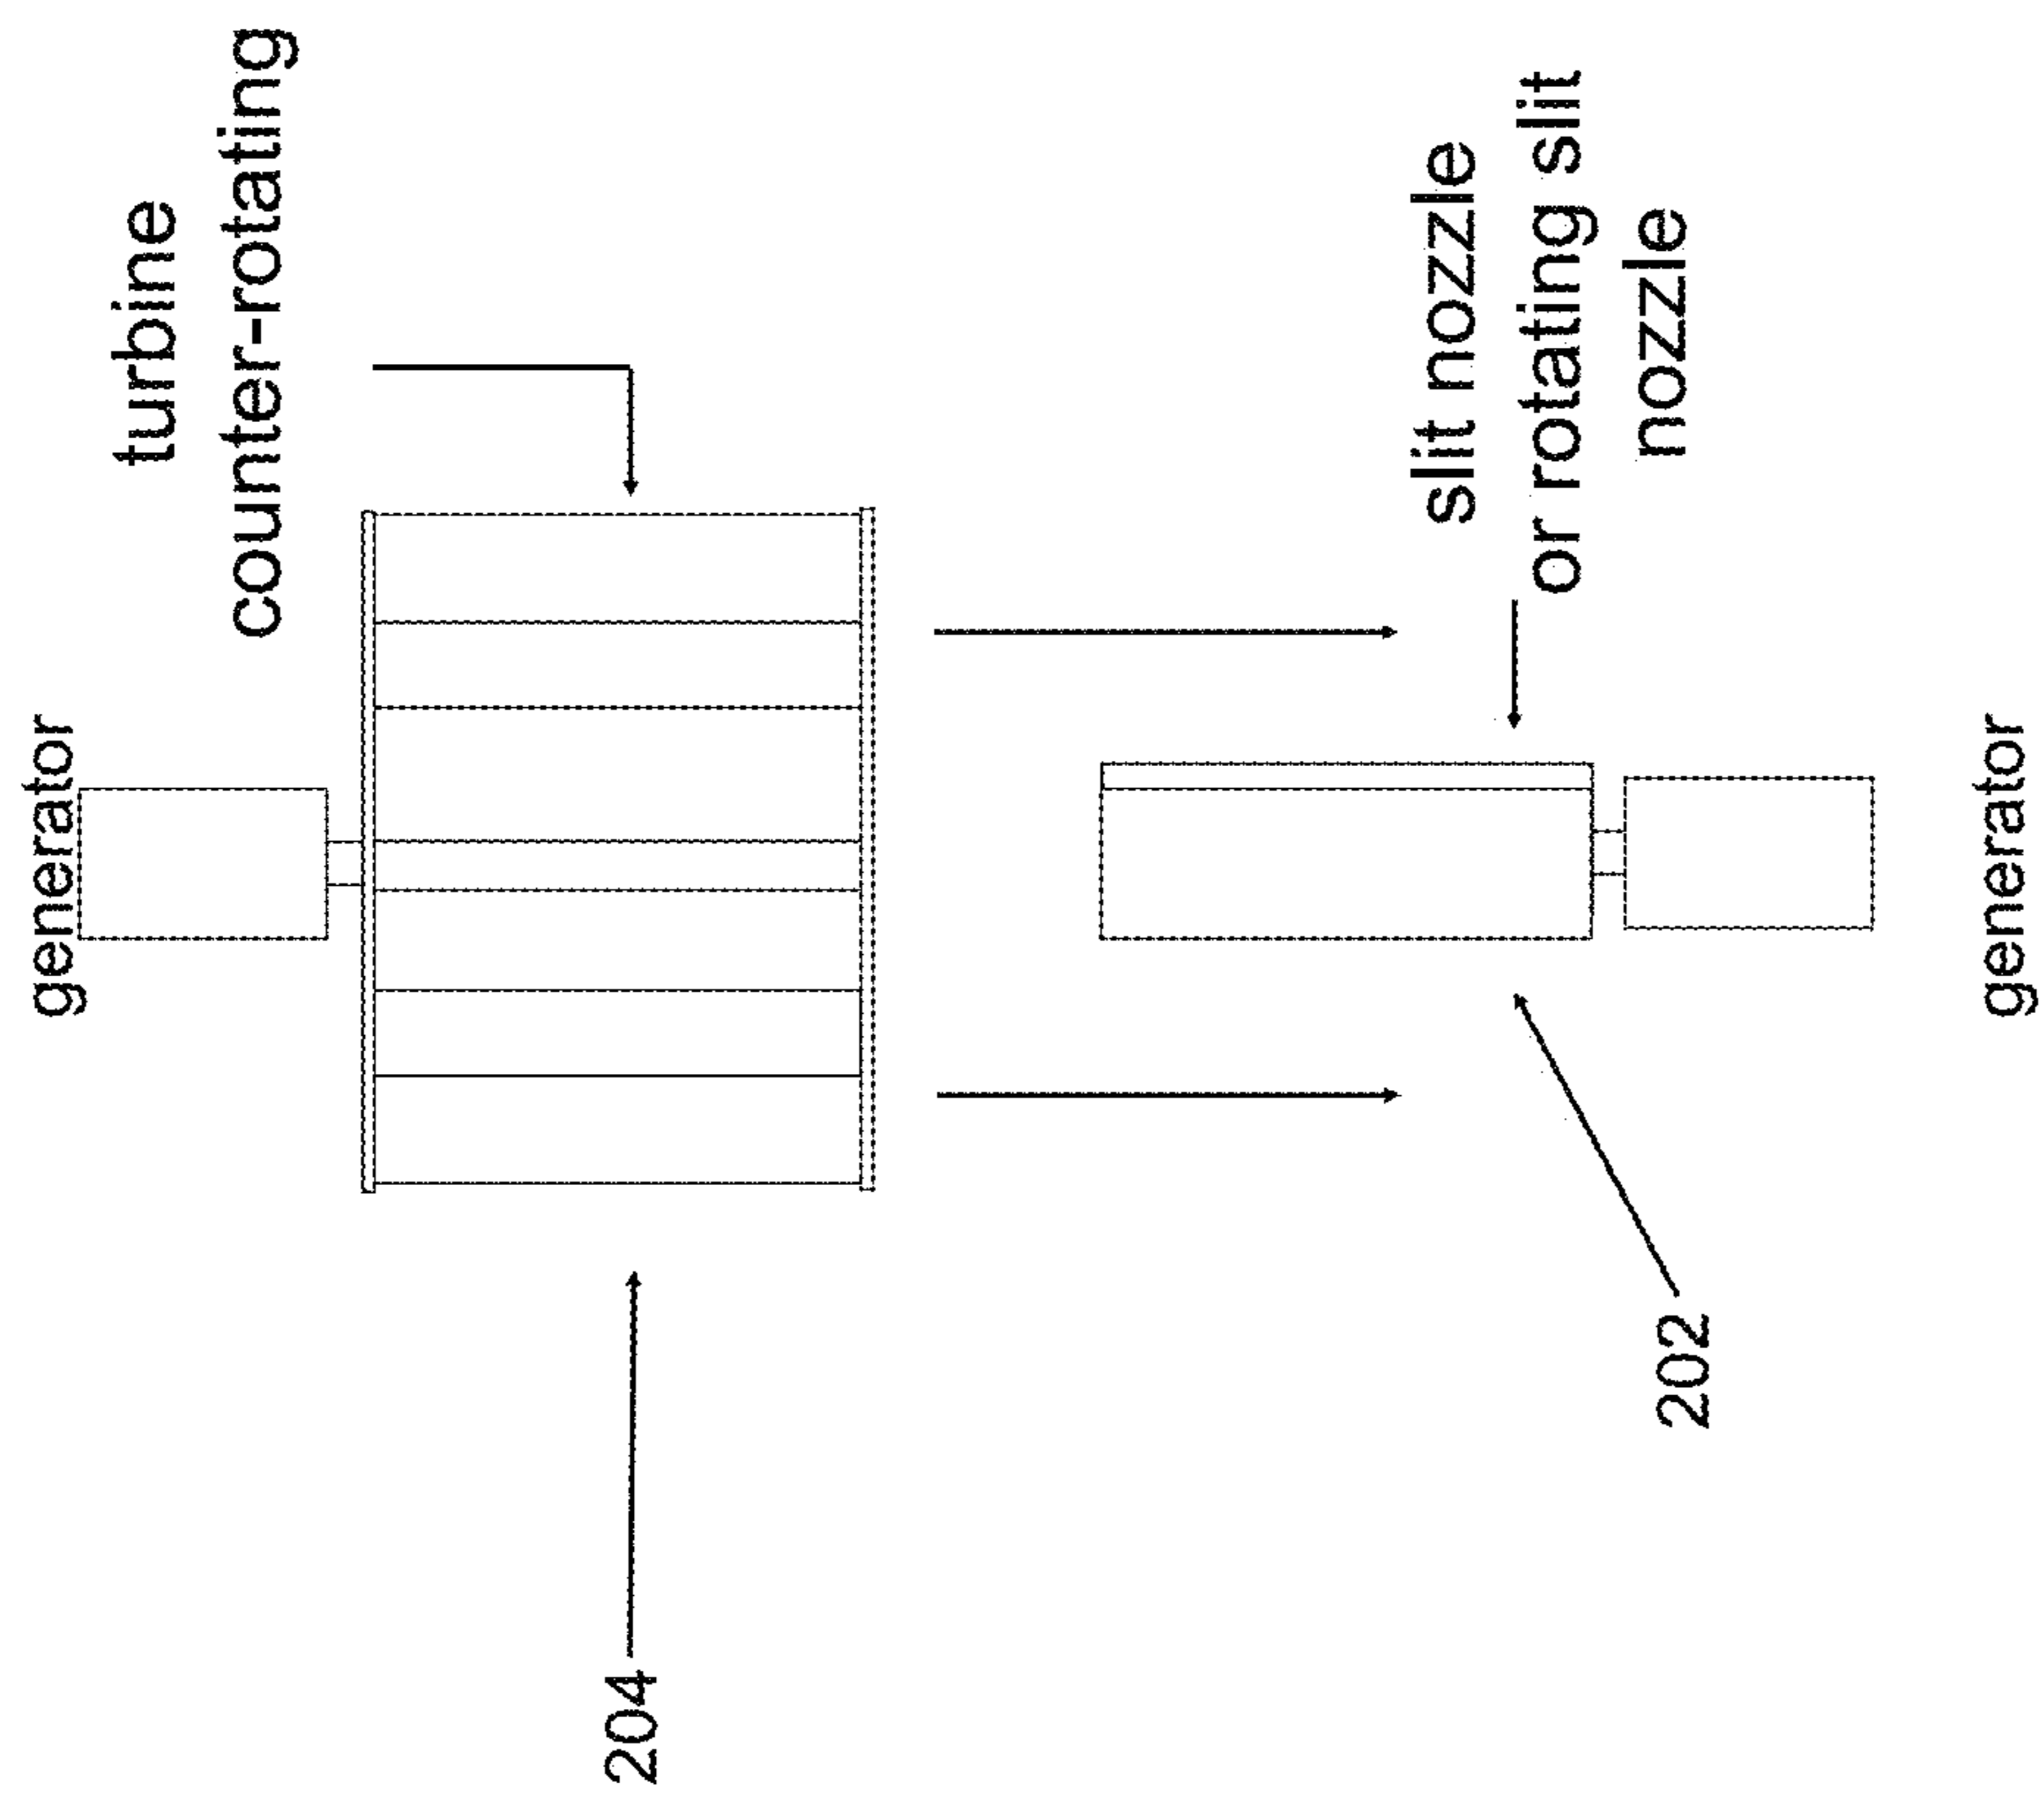 generator
turbine
counter-rotating
204
slit nozzle
or rotating slit
nozzle
202
generator